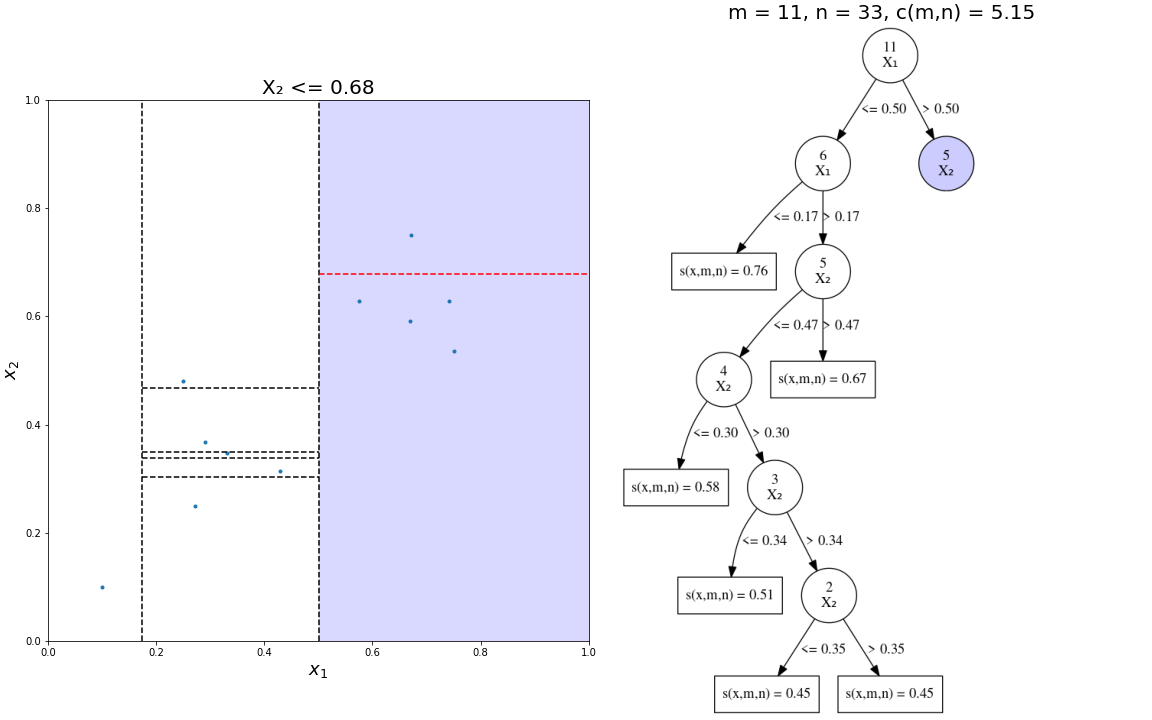 m = 11, n = 33, c(m,n) = 5.15
X₂ <= 0.68
1.0
0.8
0.6
0.4
0.2
0.0
x₂
0.0 0.2 0.4 0.6 0.8 1.0
x₁
11
X₁
<= 0.50 > 0.50
6
X₁
5
X₂
<= 0.17 > 0.17
s(x,m,n) = 0.76
5
X₂
<= 0.47 > 0.47
4
X₂
s(x,m,n) = 0.67
<= 0.30 > 0.30
s(x,m,n) = 0.58
3
X₂
<= 0.34 > 0.34
s(x,m,n) = 0.51
2
X₂
<= 0.35 > 0.35
s(x,m,n) = 0.45
s(x,m,n) = 0.45